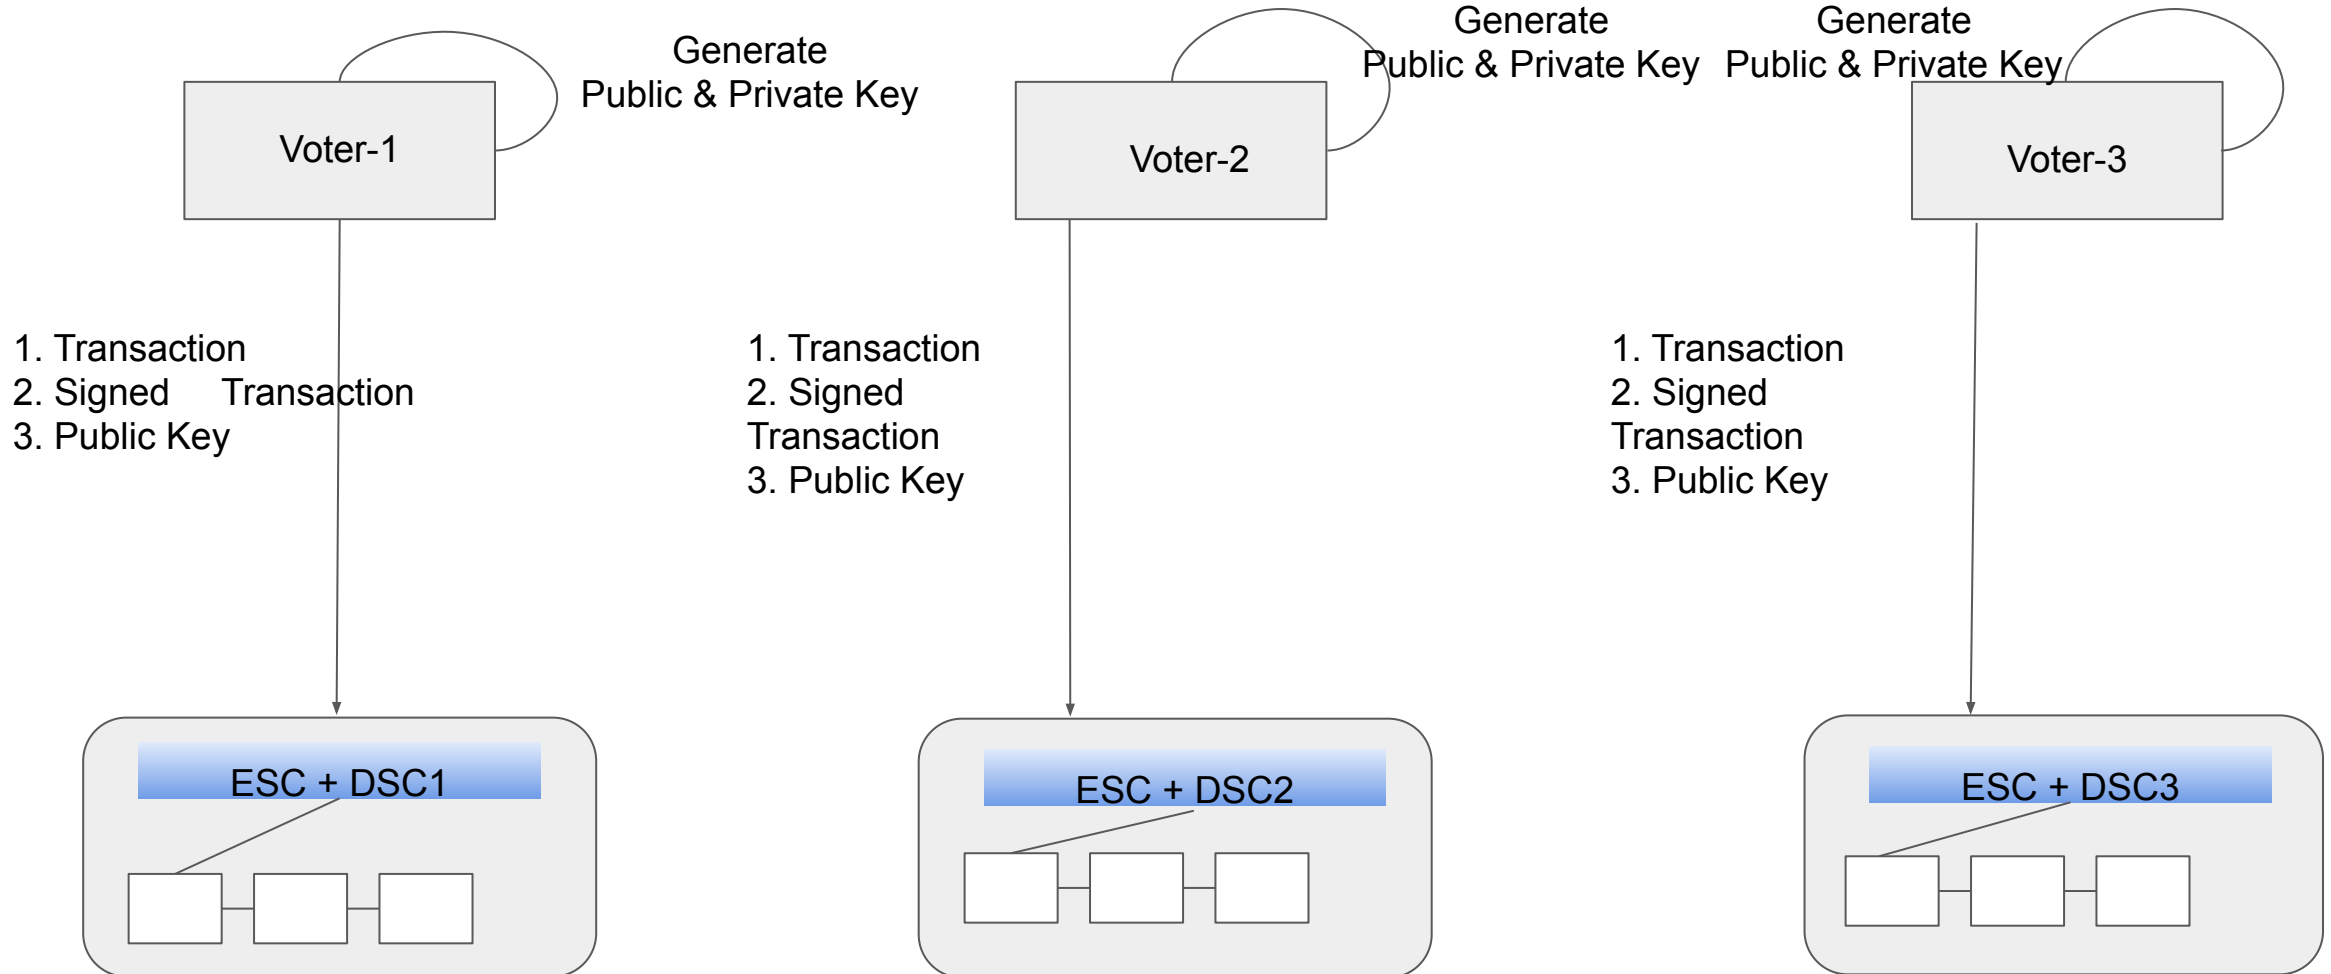 Generate
Public & Private Key
Generate
Public & Private Key
Generate
Public & Private Key
Voter-1
Voter-2
Voter-3
1. Transaction
2. Signed Transaction
3. Public Key
1. Transaction
2. Signed
Transaction
3. Public Key
1. Transaction
2. Signed
Transaction
3. Public Key
ESC + DSC1
ESC + DSC2
ESC + DSC3